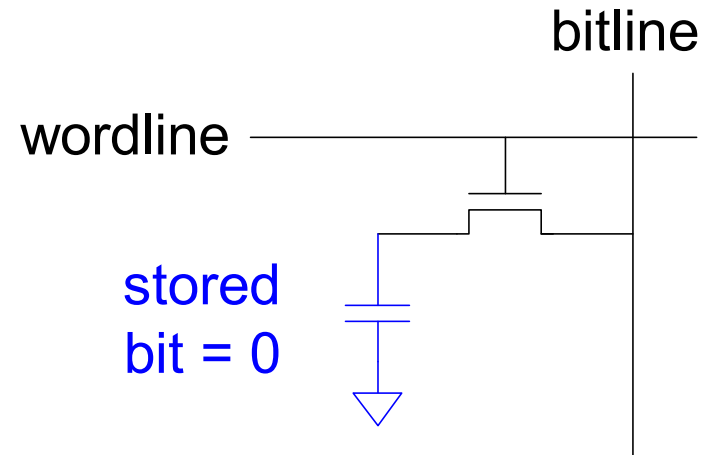 bitline
wordline
stored
bit = 0